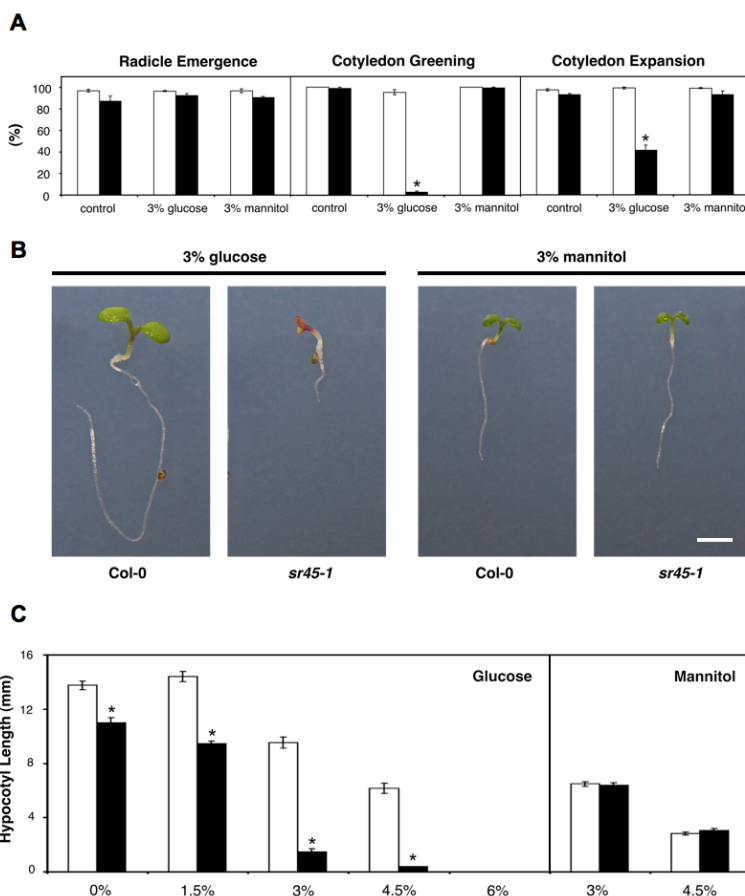 A
Radicle Emergence Cotyledon Greening Cotyledon Expansion
(%)
100
80
60
40
20
0
* *
control 3% glucose 3% mannitol control 3% glucose 3% mannitol control 3% glucose 3% mannito
B
3% glucose 3% mannitol
Col-0 sr45-1 Col-0 sr45-1
C
Hypocotyl Length (mm)
16
12
8
4
0
Glucose Mannitol
* * * *
0% 1.5% 3% 4.5% 6% 3% 4.5%